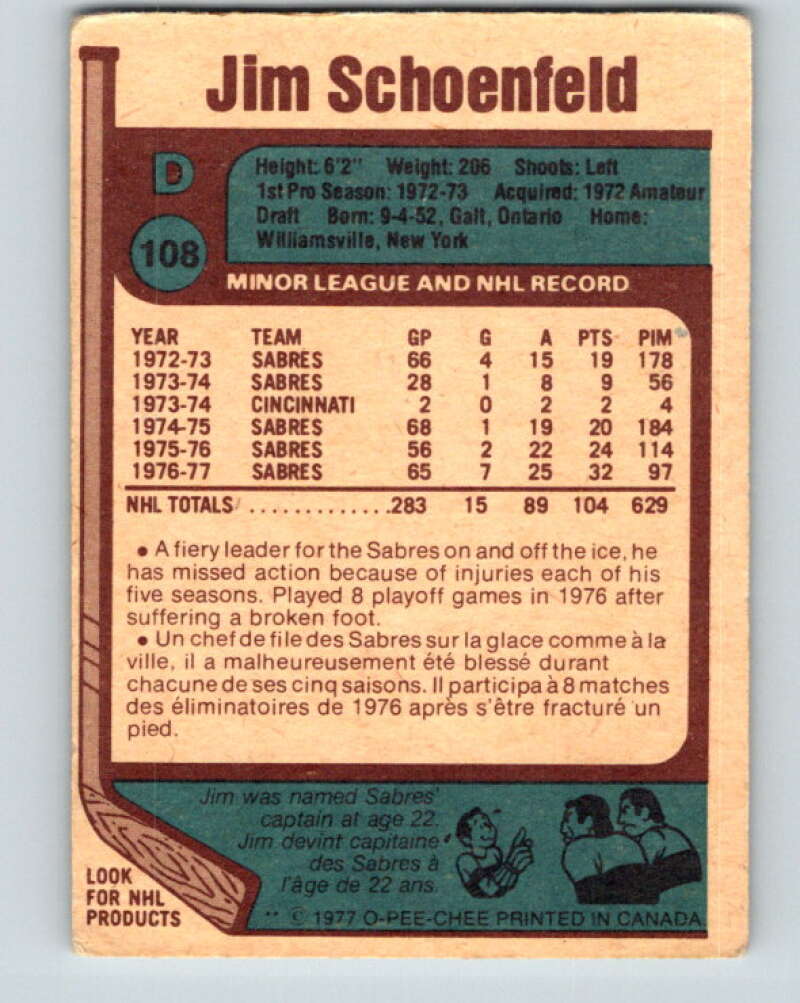 Jim Schoenfeld
D
Height: 6'2" Weight: 206 Shoots: Left
1st Pro Season: 1972-73 Acquired: 1972 Amateur
Draft Born: 9-4-52, Galt, Ontario Home:
Williamsville, New York
108
MINOR LEAGUE AND NHL RECORD
YEAR TEAM GP G A PTS PIM
1972-73 SABRES 66 4 15 19 178
1973-74 SABRES 28 1 8 9 56
1973-74 CINCINNATI 2 0 2 2 4
1974-75 SABRES 68 1 19 20 184
1975-76 SABRES 56 2 22 24 114
1976-77 SABRES 65 7 25 32 97
NHL TOTALS .............283 15 89 104 629
• A fiery leader for the Sabres on and off the ice, he
has missed action because of injuries each of his
five seasons. Played 8 playoff games in 1976 after
suffering a broken foot.
• Un chef de file des Sabres sur la glace comme à la
ville, il a malheureusement été blessé durant
chacune de ses cinq saisons. Il participa à 8 matches
des éliminatoires de 1976 après s'être fracturé un
pied.
Jim was named Sabres'
captain at age 22.
Jim devint capitaine
des Sabres à
l'âge de 22 ans.
LOOK
FOR NHL
PRODUCTS
** © 1977 O-PEE-CHEE PRINTED IN CANADA